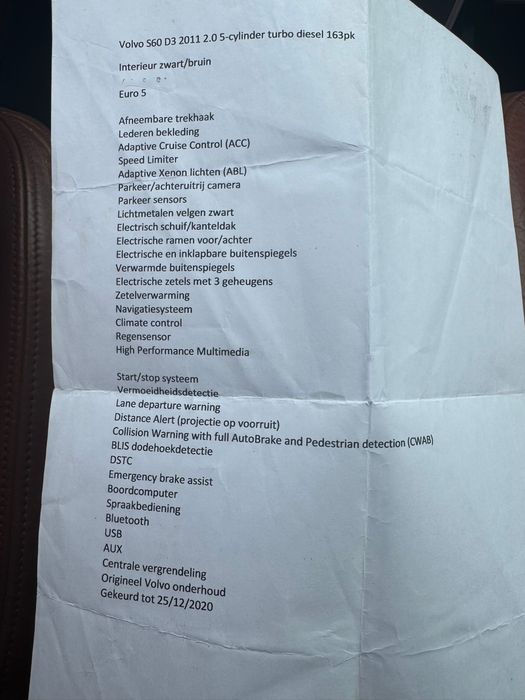 Volvo S60 D3 2011 2.0 5-cylinder turbo diesel 163pk
Interieur zwart/bruin
Euro 5
Afneembare trekhaak
Lederen bekleding
Adaptive Cruise Control (ACC)
Speed Limiter
Adaptive Xenon lichten (ABL)
Parkeer/achteruitrij camera
Parkeer sensors
Lichtmetalen velgen zwart
Electrisch schuif/kanteldak
Electrische ramen voor/achter
Electrische en inklapbare buitenspiegels
Verwarmde buitenspiegels
Electrische zetels met 3 geheugens
Zetelverwarming
Navigatiesysteem
Climate control
Regensensor
High Performance Multimedia
Start/stop systeem
Vermoeidheidsdetectie
Lane departure warning
Distance Alert (projectie op voorruit)
Collision Warning with full AutoBrake and Pedestrian detection (CWAB)
BLIS dodehoekdetectie
DSTC
Emergency brake assist
Boordcomputer
Spraakbediening
Bluetooth
USB
AUX
Centrale vergrendeling
Origineel Volvo onderhoud
Gekeurd tot 25/12/2020